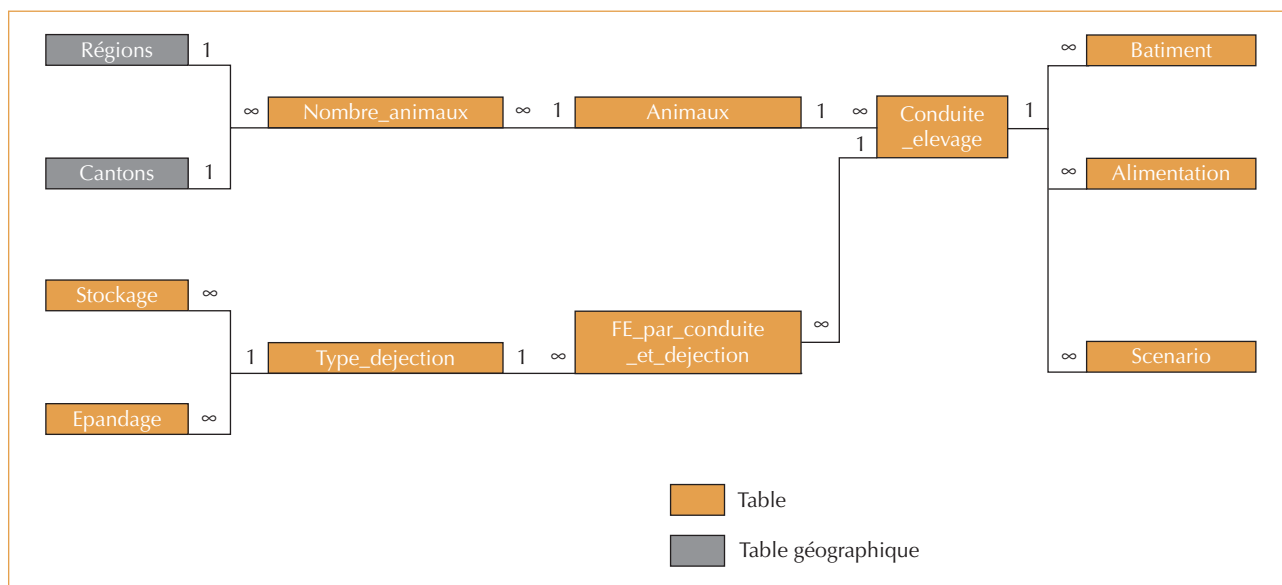 Régions
1
∞
Batiment
∞
Nombre_animaux
∞
1
Animaux
1
∞
Conduite
_elevage
1
1
Cantons
1
∞
Alimentation
Stockage
∞
FE_par_conduite
_et_dejection
∞
1
Type_dejection
1
∞
∞
Scenario
Epandage
∞
Table
Table géographique